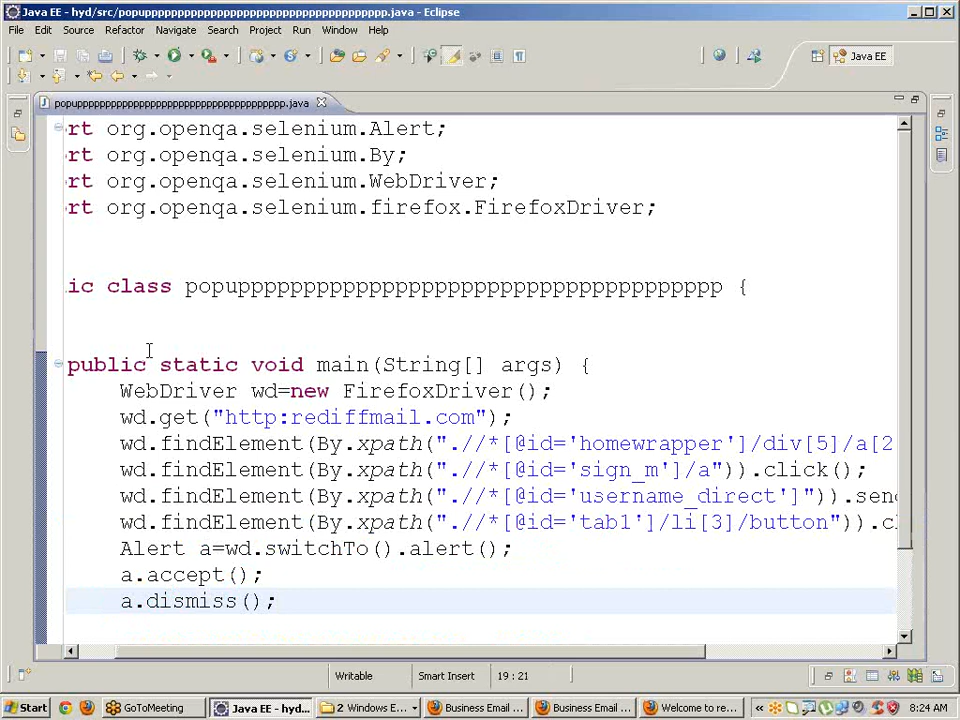 Java EE - hyd/src/popuppppppppppppppppppppppppppppppppppppp.java - Eclipse
File Edit Source Refactor Navigate Search Project Run Window Help
Java EE
popuppppppppppppppppppppppppppppppppppppp.java
rt org.openqa.selenium.Alert;
rt org.openqa.selenium.By;
rt org.openqa.selenium.WebDriver;
rt org.openqa.selenium.firefox.FirefoxDriver;
ic class popuppppppppppppppppppppppppppppppppppppp {
public static void main(String[] args) {
WebDriver wd=new FirefoxDriver();
wd.get("http:rediffmail.com");
wd.findElement(By.xpath(".//*[@id='homewrapper']/div[5]/a[2
wd.findElement(By.xpath(".//*[@id='sign_m']/a")).click();
wd.findElement(By.xpath(".//*[@id='username_direct']")).sen
wd.findElement(By.xpath(".//*[@id='tab1']/li[3]/button")).c
Alert a=wd.switchTo().alert();
a.accept();
a.dismiss();
Writable Smart Insert 19 : 21
Start GoToMeeting Java EE - hyd... 2 Windows E... Business Email ... Business Email ... Welcome to re... « 8:24 AM